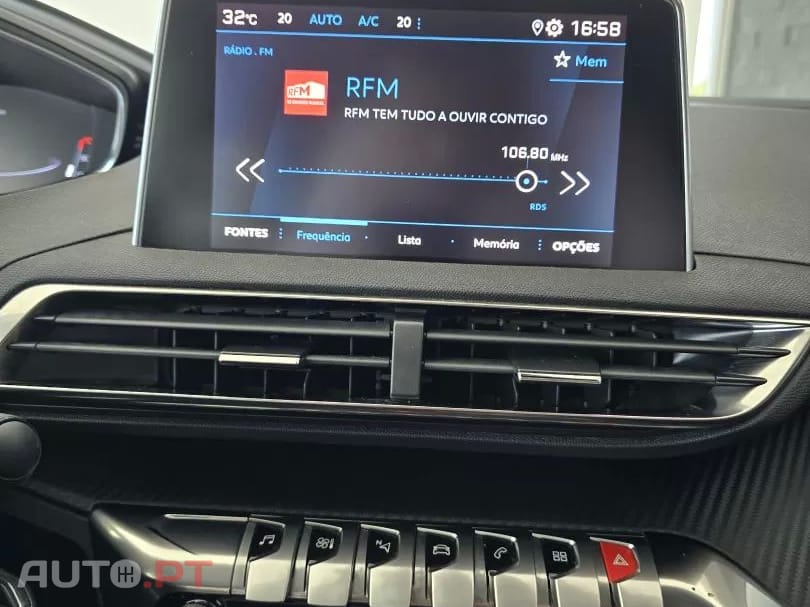 32°C 20 AUTO A/C 20 16:58
RÁDIO . FM
Mem
RFM
RFM
RFM TEM TUDO A OUVIR CONTIGO
106.80 MHz
RDS
FONTES Frequência Lista Memória OPÇÕES
N
AUTO.PT